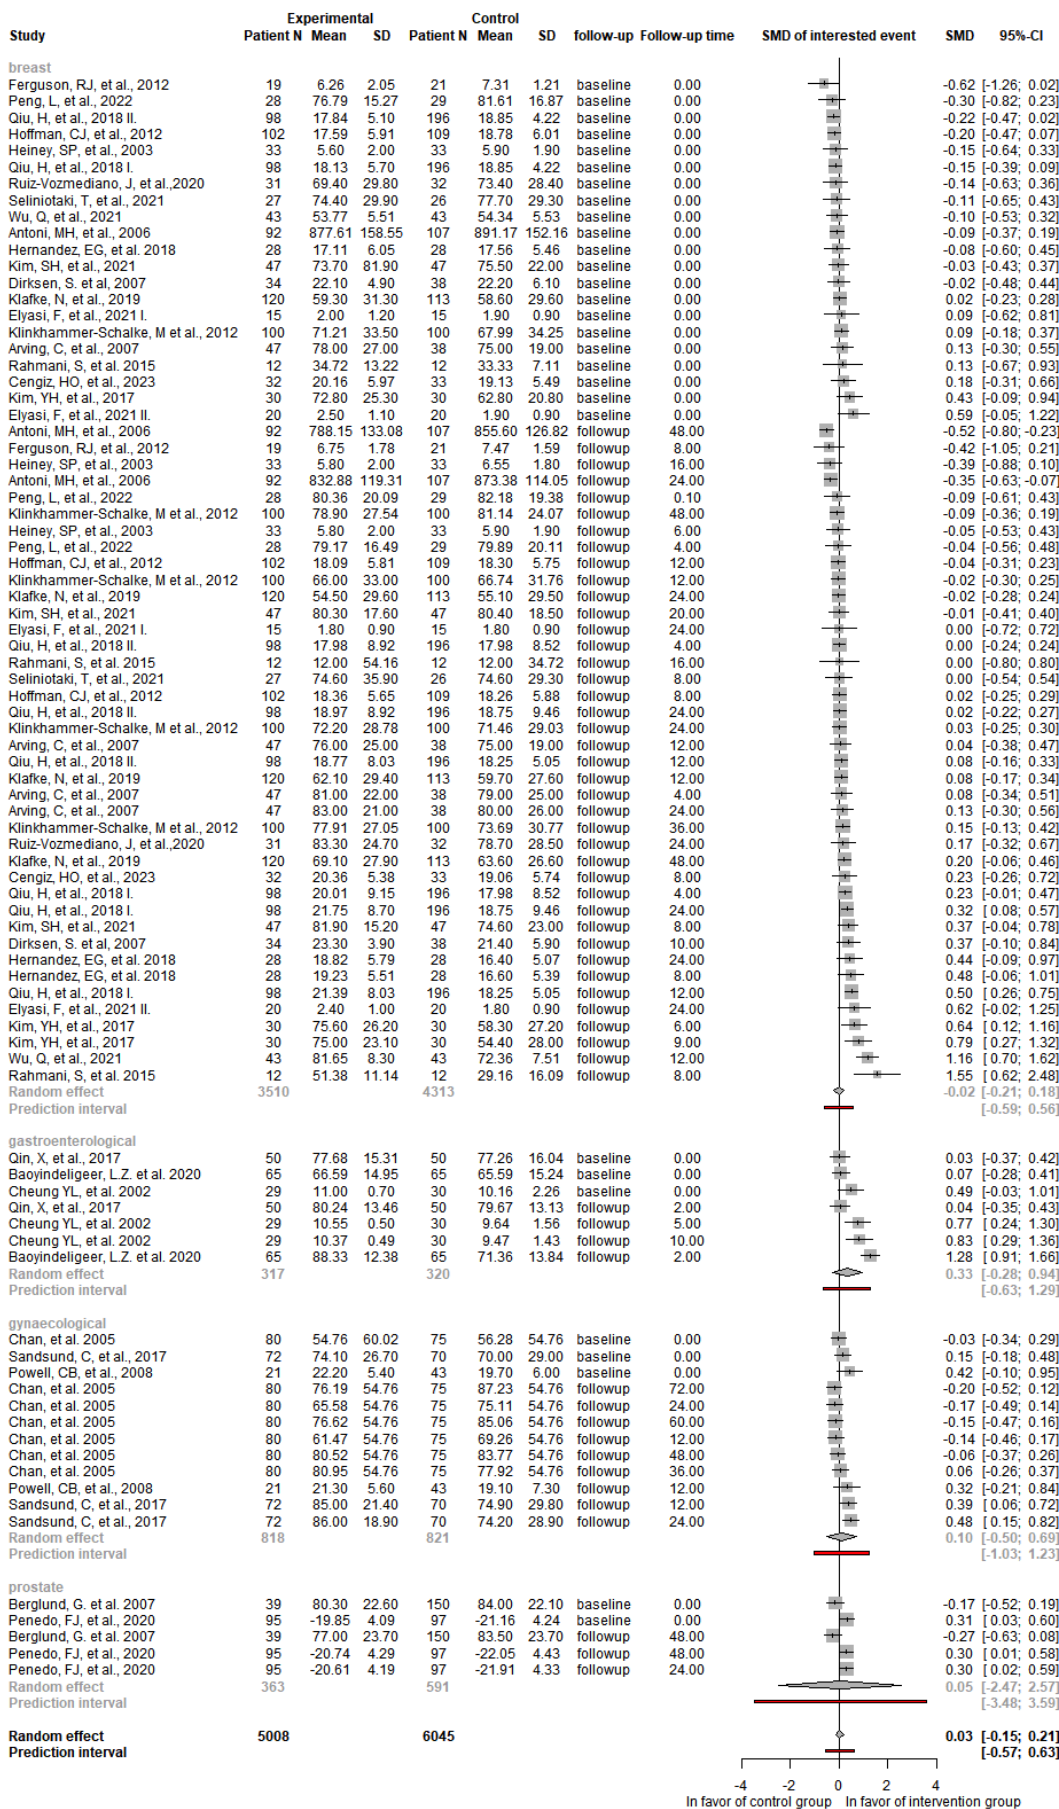 Experimental Control
Study Patient N Mean SD Patient N Mean SD follow-up Follow-up time SMD of interested event SMD 95%-CI
breast
Ferguson, RJ, et al., 2012 19 6.26 2.05 21 7.31 1.21 baseline 0.00 -0.62 [-1.26; 0.02]
Peng, L, et al., 2022 28 76.79 15.27 29 81.61 16.87 baseline 0.00 -0.30 [-0.82; 0.23]
Qiu, H, et al., 2018 II. 98 17.84 5.10 196 18.85 4.22 baseline 0.00 -0.22 [-0.47; 0.02]
Hoffman, CJ, et al., 2012 102 17.59 5.91 109 18.78 6.01 baseline 0.00 -0.20 [-0.47; 0.07]
Heiney, SP, et al., 2003 33 5.60 2.00 33 5.90 1.90 baseline 0.00 -0.15 [-0.64; 0.33]
Qiu, H, et al., 2018 I. 98 18.13 5.70 196 18.85 4.22 baseline 0.00 -0.15 [-0.39; 0.09]
Ruiz-Vozmediano, J, et al.,2020 31 69.40 29.80 32 73.40 28.40 baseline 0.00 -0.14 [-0.63; 0.36]
Seliniotaki, T, et al., 2021 27 74.40 29.90 26 77.70 29.30 baseline 0.00 -0.11 [-0.65; 0.43]
Wu, Q, et al., 2021 43 53.77 5.51 43 54.34 5.53 baseline 0.00 -0.10 [-0.53; 0.32]
Antoni, MH, et al., 2006 92 877.61 158.55 107 891.17 152.16 baseline 0.00 -0.09 [-0.37; 0.19]
Hernandez, EG, et al. 2018 28 17.11 6.05 28 17.56 5.46 baseline 0.00 -0.08 [-0.60; 0.45]
Kim, SH, et al., 2021 47 73.70 81.90 47 75.50 22.00 baseline 0.00 -0.03 [-0.43; 0.37]
Dirksen, S. et al, 2007 34 22.10 4.90 38 22.20 6.10 baseline 0.00 -0.02 [-0.48; 0.44]
Klafke, N, et al., 2019 120 59.30 31.30 113 58.60 29.60 baseline 0.00 0.02 [-0.23; 0.28]
Elyasi, F, et al., 2021 I. 15 2.00 1.20 15 1.90 0.90 baseline 0.00 0.09 [-0.62; 0.81]
Klinkhammer-Schalke, M et al., 2012 100 71.21 33.50 100 67.99 34.25 baseline 0.00 0.09 [-0.18; 0.37]
Arving, C, et al., 2007 47 78.00 27.00 38 75.00 19.00 baseline 0.00 0.13 [-0.30; 0.55]
Rahmani, S, et al. 2015 12 34.72 13.22 12 33.33 7.11 baseline 0.00 0.13 [-0.67; 0.93]
Cengiz, HO, et al., 2023 32 20.16 5.97 33 19.13 5.49 baseline 0.00 0.18 [-0.31; 0.66]
Kim, YH, et al., 2017 30 72.80 25.30 30 62.80 20.80 baseline 0.00 0.43 [-0.09; 0.94]
Elyasi, F, et al., 2021 II. 20 2.50 1.10 20 1.90 0.90 baseline 0.00 0.59 [-0.05; 1.22]
Antoni, MH, et al., 2006 92 788.15 133.08 107 855.60 126.82 followup 48.00 -0.52 [-0.80; -0.23]
Ferguson, RJ, et al., 2012 19 6.75 1.78 21 7.47 1.59 followup 8.00 -0.42 [-1.05; 0.21]
Heiney, SP, et al., 2003 33 5.80 2.00 33 6.55 1.80 followup 16.00 -0.39 [-0.88; 0.10]
Antoni, MH, et al., 2006 92 832.88 119.31 107 873.38 114.05 followup 24.00 -0.35 [-0.63; -0.07]
Peng, L, et al., 2022 28 80.36 20.09 29 82.18 19.38 followup 0.10 -0.09 [-0.61; 0.43]
Klinkhammer-Schalke, M et al., 2012 100 78.90 27.54 100 81.14 24.07 followup 48.00 -0.09 [-0.36; 0.19]
Heiney, SP, et al., 2003 33 5.80 2.00 33 5.90 1.90 followup 6.00 -0.05 [-0.53; 0.43]
Peng, L, et al., 2022 28 79.17 16.49 29 79.89 20.11 followup 4.00 -0.04 [-0.56; 0.48]
Hoffman, CJ, et al., 2012 102 18.09 5.81 109 18.30 5.75 followup 12.00 -0.04 [-0.31; 0.23]
Klinkhammer-Schalke, M et al., 2012 100 66.00 33.00 100 66.74 31.76 followup 12.00 -0.02 [-0.30; 0.25]
Klafke, N, et al., 2019 120 54.50 29.60 113 55.10 29.50 followup 24.00 -0.02 [-0.28; 0.24]
Kim, SH, et al., 2021 47 80.30 17.60 47 80.40 18.50 followup 20.00 -0.01 [-0.41; 0.40]
Elyasi, F, et al., 2021 I. 15 1.80 0.90 15 1.80 0.90 followup 24.00 0.00 [-0.72; 0.72]
Qiu, H, et al., 2018 II. 98 17.98 8.92 196 17.98 8.52 followup 4.00 0.00 [-0.24; 0.24]
Rahmani, S, et al. 2015 12 12.00 54.16 12 12.00 34.72 followup 16.00 0.00 [-0.80; 0.80]
Seliniotaki, T, et al., 2021 27 74.60 35.90 26 74.60 29.30 followup 8.00 0.00 [-0.54; 0.54]
Hoffman, CJ, et al., 2012 102 18.36 5.65 109 18.26 5.88 followup 8.00 0.02 [-0.25; 0.29]
Qiu, H, et al., 2018 II. 98 18.97 8.92 196 18.75 9.46 followup 24.00 0.02 [-0.22; 0.27]
Klinkhammer-Schalke, M et al., 2012 100 72.20 28.78 100 71.46 29.03 followup 24.00 0.03 [-0.25; 0.30]
Arving, C, et al., 2007 47 76.00 25.00 38 75.00 19.00 followup 12.00 0.04 [-0.38; 0.47]
Qiu, H, et al., 2018 II. 98 18.77 8.03 196 18.25 5.05 followup 12.00 0.08 [-0.16; 0.33]
Klafke, N, et al., 2019 120 62.10 29.40 113 59.70 27.60 followup 12.00 0.08 [-0.17; 0.34]
Arving, C, et al., 2007 47 81.00 22.00 38 79.00 25.00 followup 4.00 0.08 [-0.34; 0.51]
Arving, C, et al., 2007 47 83.00 21.00 38 80.00 26.00 followup 24.00 0.13 [-0.30; 0.56]
Klinkhammer-Schalke, M et al., 2012 100 77.91 27.05 100 73.69 30.77 followup 36.00 0.15 [-0.13; 0.42]
Ruiz-Vozmediano, J, et al.,2020 31 83.30 24.70 32 78.70 28.50 followup 24.00 0.17 [-0.32; 0.67]
Klafke, N, et al., 2019 120 69.10 27.90 113 63.60 26.60 followup 48.00 0.20 [-0.06; 0.46]
Cengiz, HO, et al., 2023 32 20.36 5.38 33 19.06 5.74 followup 8.00 0.23 [-0.26; 0.72]
Qiu, H, et al., 2018 I. 98 20.01 9.15 196 17.98 8.52 followup 4.00 0.23 [-0.01; 0.47]
Qiu, H, et al., 2018 I. 98 21.75 8.70 196 18.75 9.46 followup 24.00 0.32 [ 0.08; 0.57]
Kim, SH, et al., 2021 47 81.90 15.20 47 74.60 23.00 followup 8.00 0.37 [-0.04; 0.78]
Dirksen, S. et al, 2007 34 23.30 3.90 38 21.40 5.90 followup 10.00 0.37 [-0.10; 0.84]
Hernandez, EG, et al. 2018 28 18.82 5.79 28 16.40 5.07 followup 24.00 0.44 [-0.09; 0.97]
Hernandez, EG, et al. 2018 28 19.23 5.51 28 16.60 5.39 followup 8.00 0.48 [-0.06; 1.01]
Qiu, H, et al., 2018 I. 98 21.39 8.03 196 18.25 5.05 followup 12.00 0.50 [ 0.26; 0.75]
Elyasi, F, et al., 2021 II. 20 2.40 1.00 20 1.80 0.90 followup 24.00 0.62 [-0.02; 1.25]
Kim, YH, et al., 2017 30 75.60 26.20 30 58.30 27.20 followup 6.00 0.64 [ 0.12; 1.16]
Kim, YH, et al., 2017 30 75.00 23.10 30 54.40 28.00 followup 9.00 0.79 [ 0.27; 1.32]
Wu, Q, et al., 2021 43 81.65 8.30 43 72.36 7.51 followup 12.00 1.16 [ 0.70; 1.62]
Rahmani, S, et al. 2015 12 51.38 11.14 12 29.16 16.09 followup 8.00 1.55 [ 0.62; 2.48]
Random effect 3510 4313 -0.02 [-0.21; 0.18]
Prediction interval [-0.59; 0.56]
gastroenterological
Qin, X, et al., 2017 50 77.68 15.31 50 77.26 16.04 baseline 0.00 0.03 [-0.37; 0.42]
Baoyindeligeer, L.Z. et al. 2020 65 66.59 14.95 65 65.59 15.24 baseline 0.00 0.07 [-0.28; 0.41]
Cheung YL, et al. 2002 29 11.00 0.70 30 10.16 2.26 baseline 0.00 0.49 [-0.03; 1.01]
Qin, X, et al., 2017 50 80.24 13.46 50 79.67 13.13 followup 2.00 0.04 [-0.35; 0.43]
Cheung YL, et al. 2002 29 10.55 0.50 30 9.64 1.56 followup 5.00 0.77 [ 0.24; 1.30]
Cheung YL, et al. 2002 29 10.37 0.49 30 9.47 1.43 followup 10.00 0.83 [ 0.29; 1.36]
Baoyindeligeer, L.Z. et al. 2020 65 88.33 12.38 65 71.36 13.84 followup 2.00 1.28 [ 0.91; 1.66]
Random effect 317 320 0.33 [-0.28; 0.94]
Prediction interval [-0.63; 1.29]
gynaecological
Chan, et al. 2005 80 54.76 60.02 75 56.28 54.76 baseline 0.00 -0.03 [-0.34; 0.29]
Sandsund, C, et al., 2017 72 74.10 26.70 70 70.00 29.00 baseline 0.00 0.15 [-0.18; 0.48]
Powell, CB, et al., 2008 21 22.20 5.40 43 19.70 6.00 baseline 0.00 0.42 [-0.10; 0.95]
Chan, et al. 2005 80 76.19 54.76 75 87.23 54.76 followup 72.00 -0.20 [-0.52; 0.12]
Chan, et al. 2005 80 65.58 54.76 75 75.11 54.76 followup 24.00 -0.17 [-0.49; 0.14]
Chan, et al. 2005 80 76.62 54.76 75 85.06 54.76 followup 60.00 -0.15 [-0.47; 0.16]
Chan, et al. 2005 80 61.47 54.76 75 69.26 54.76 followup 12.00 -0.14 [-0.46; 0.17]
Chan, et al. 2005 80 80.52 54.76 75 83.77 54.76 followup 48.00 -0.06 [-0.37; 0.26]
Chan, et al. 2005 80 80.95 54.76 75 77.92 54.76 followup 36.00 0.06 [-0.26; 0.37]
Powell, CB, et al., 2008 21 21.30 5.60 43 19.10 7.30 followup 12.00 0.32 [-0.21; 0.84]
Sandsund, C, et al., 2017 72 85.00 21.40 70 74.90 29.80 followup 12.00 0.39 [ 0.06; 0.72]
Sandsund, C, et al., 2017 72 86.00 18.90 70 74.20 28.90 followup 24.00 0.48 [ 0.15; 0.82]
Random effect 818 821 0.10 [-0.50; 0.69]
Prediction interval [-1.03; 1.23]
prostate
Berglund, G. et al. 2007 39 80.30 22.60 150 84.00 22.10 baseline 0.00 -0.17 [-0.52; 0.19]
Penedo, FJ, et al., 2020 95 -19.85 4.09 97 -21.16 4.24 baseline 0.00 0.31 [ 0.03; 0.60]
Berglund, G. et al. 2007 39 77.00 23.70 150 83.50 23.70 followup 48.00 -0.27 [-0.63; 0.08]
Penedo, FJ, et al., 2020 95 -20.74 4.29 97 -22.05 4.43 followup 48.00 0.30 [ 0.01; 0.58]
Penedo, FJ, et al., 2020 95 -20.61 4.19 97 -21.91 4.33 followup 24.00 0.30 [ 0.02; 0.59]
Random effect 363 591 0.05 [-2.47; 2.57]
Prediction interval [-3.48; 3.59]
Random effect 5008 6045 0.03 [-0.15; 0.21]
Prediction interval [-0.57; 0.63]
-4 -2 0 2 4
In favor of control group In favor of intervention group